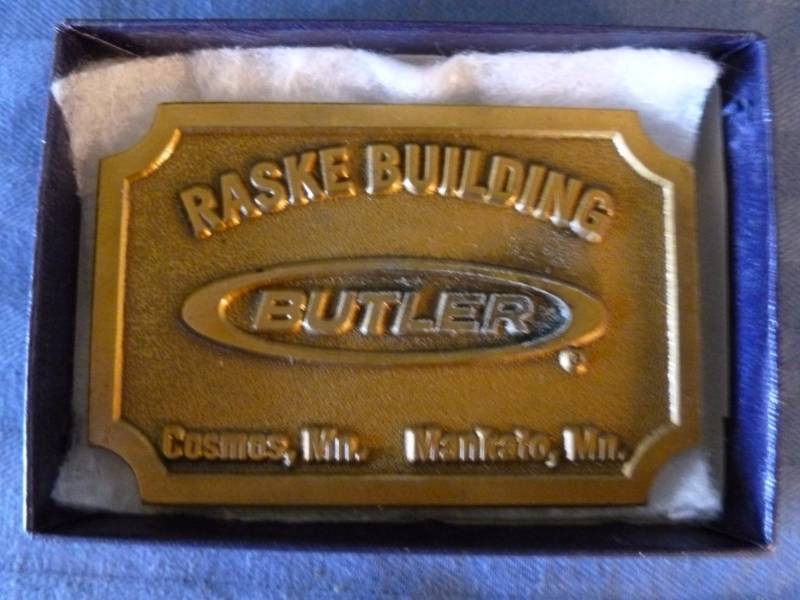 RASKE BUILDING
BUTLER®
Cosmos, Mn. Mankato, Mn.